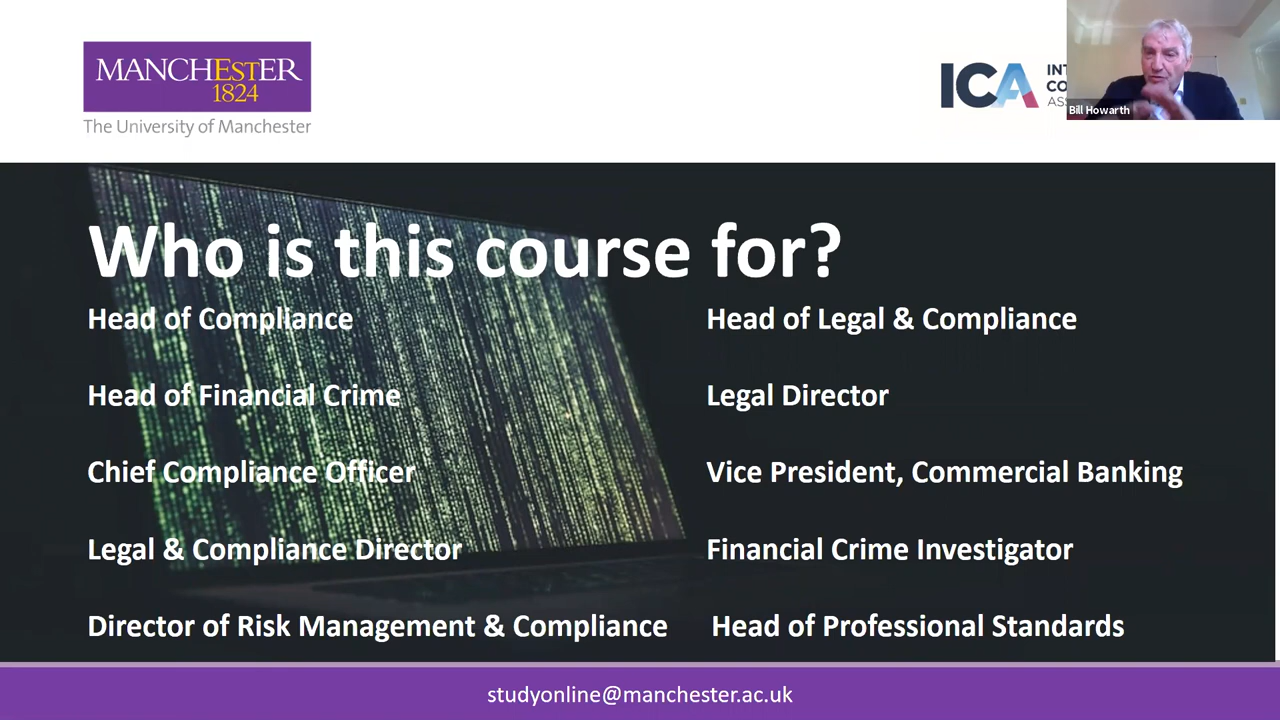 MANCHESTER
1824
The University of Manchester
ICA
Bill Howarth
Who is this course for?
Head of Compliance
Head of Legal & Compliance
Head of Financial Crime
Legal Director
Chief Compliance Officer
Vice President, Commercial Banking
Legal & Compliance Director
Financial Crime Investigator
Director of Risk Management & Compliance
Head of Professional Standards
studyonline@manchester.ac.uk